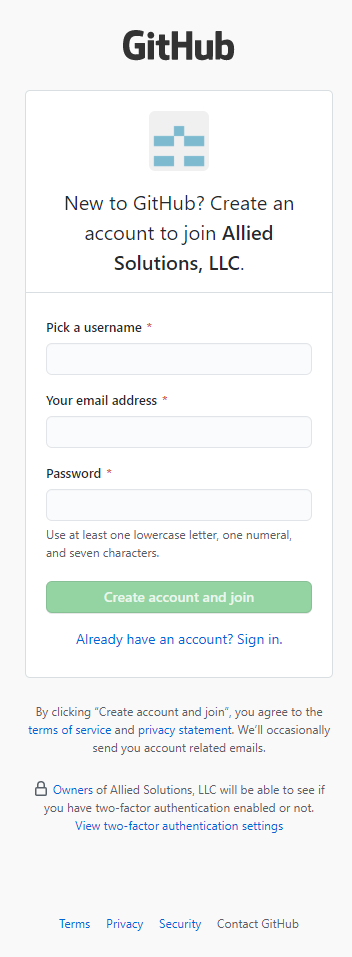 GitHub
New to GitHub? Create an
account to join Allied
Solutions, LLC.
Pick a username *
Your email address *
Password *
Use at least one lowercase letter, one numeral,
and seven characters.
Create account and join
Already have an account? Sign in.
By clicking “Create account and join”, you agree to the
terms of service and privacy statement. We’ll occasionally
send you account related emails.
Owners of Allied Solutions, LLC will be able to see if
you have two-factor authentication enabled or not.
View two-factor authentication settings
Terms Privacy Security Contact GitHub